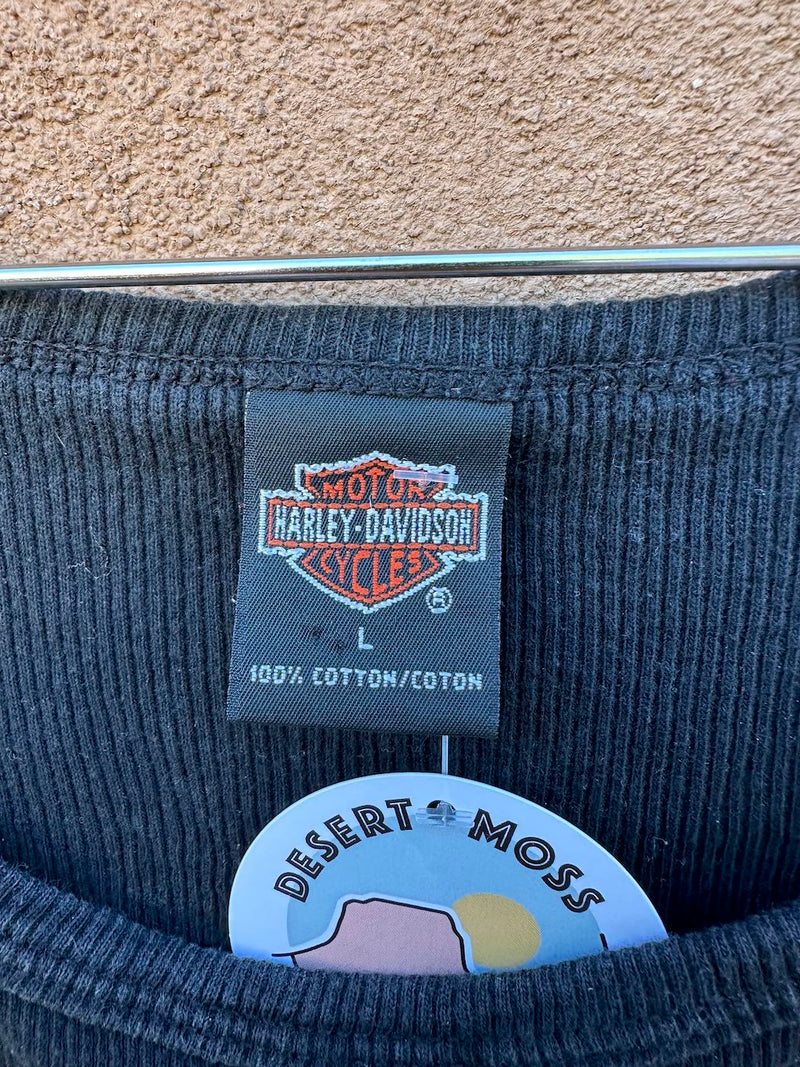 MOTOR
HARLEY-DAVIDSON
CYCLES
®
L
100% COTTON/COTON
DESERT MOSS